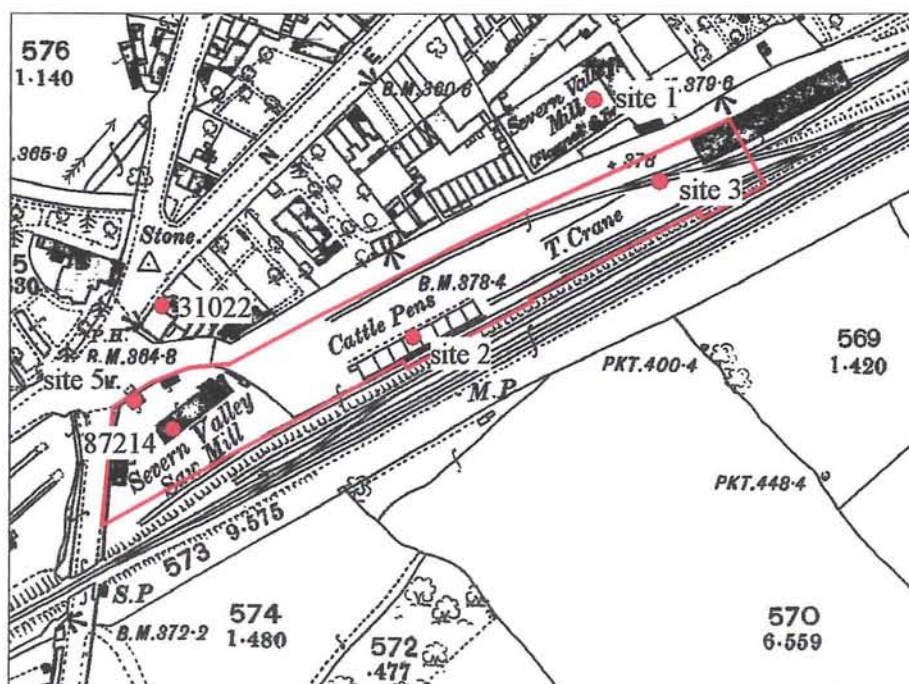 576
1·140
B.M.360·6
Severn Valley
Mill
(Flannel)
site 1
.379·6
.365·9
N
E
+ 378
site 3
Stone
T. Crane
5
30
31022
B.M.378·4
P.H.
B.M.364·8
Cattle Pens
site 2
site 5
W.
M.P
569
1·420
PKT.400·4
87214
Severn Valley
Saw Mill
PKT.448·4
573
9·575
S.P
B.M.372·2
574
1·480
572
·477
570
6·559